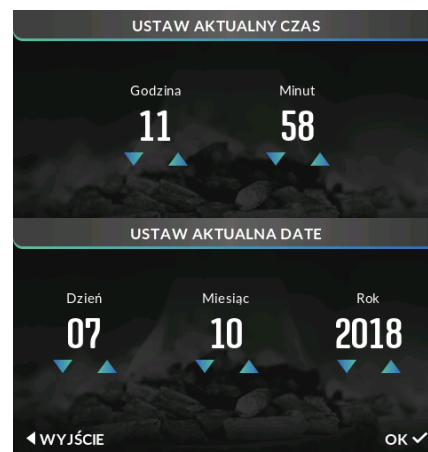 USTAW AKTUALNY CZAS
Godzina Minut
11 58
USTAW AKTUALNA DATE
Dzień Miesiąc Rok
07 10 2018
WYJŚCIE OK